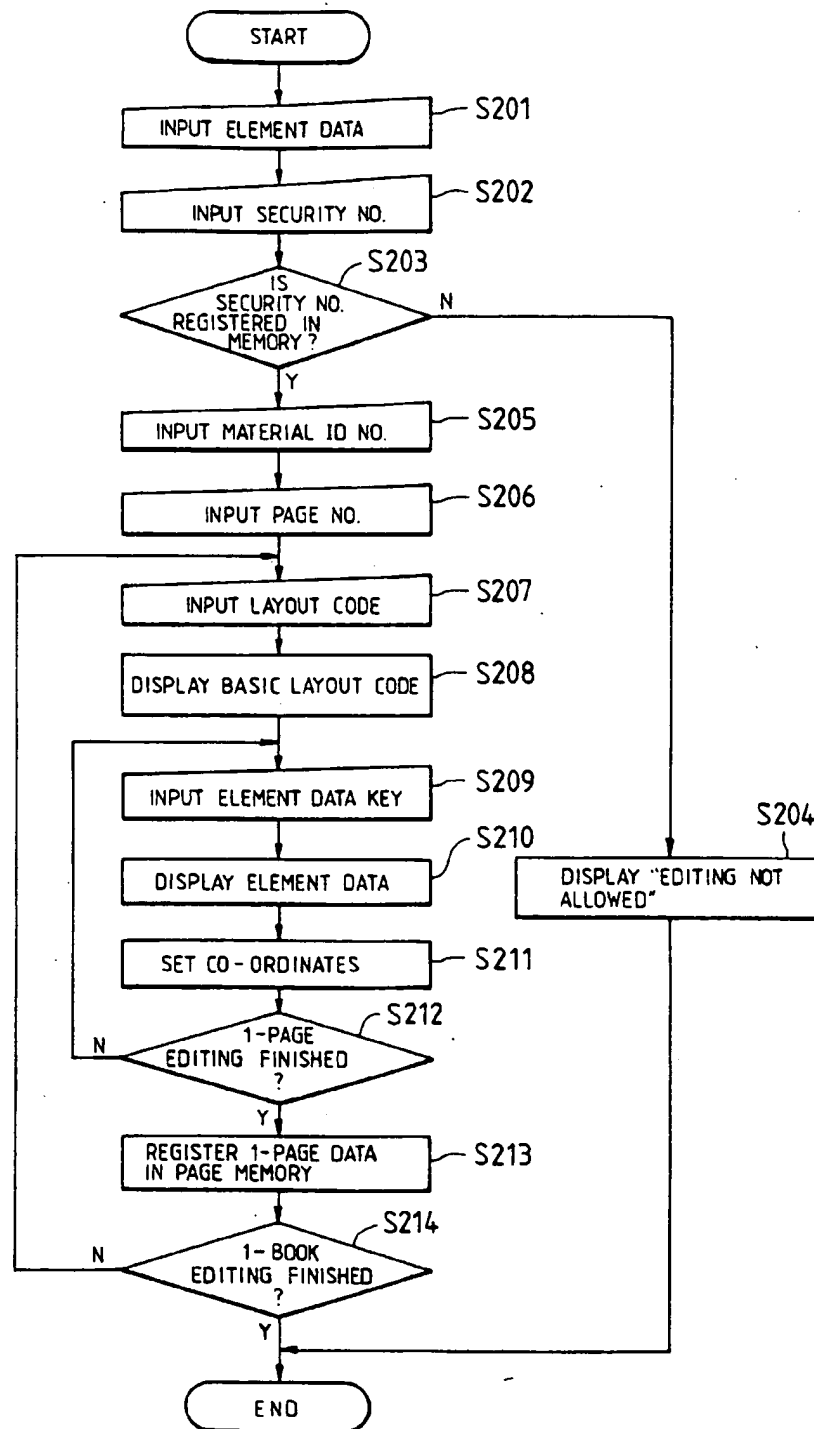 START
INPUT ELEMENT DATA
S201
INPUT SECURITY NO.
S202
S203
IS
SECURITY NO.
REGISTERED IN
MEMORY?
N
Y
INPUT MATERIAL ID NO.
S205
INPUT PAGE NO.
S206
INPUT LAYOUT CODE
S207
DISPLAY BASIC LAYOUT CODE
S208
INPUT ELEMENT DATA KEY
S209
DISPLAY ELEMENT DATA
S210
S204
DISPLAY "EDITING NOT
ALLOWED"
SET CO-ORDINATES
S211
S212
1-PAGE
EDITING FINISHED
?
N
Y
REGISTER 1-PAGE DATA
IN PAGE MEMORY
S213
S214
1-BOOK
EDITING FINISHED
?
N
Y
END